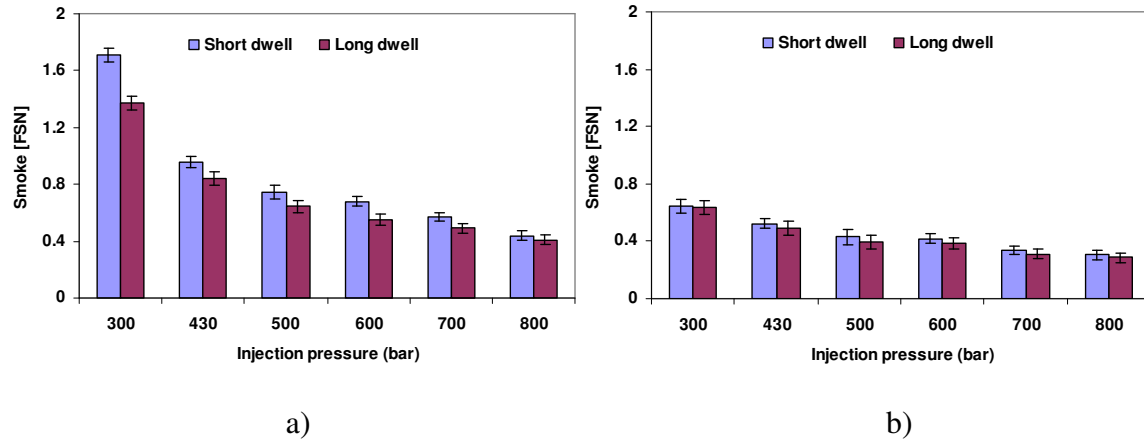 2
1.6
1.2
0.8
0.4
0
Smoke [FSN]
Short dwell Long dwell
300 430 500 600 700 800
Injection pressure (bar)
a)
2
1.6
1.2
0.8
0.4
0
Smoke [FSN]
Short dwell Long dwell
300 430 500 600 700 800
Injection pressure (bar)
b)